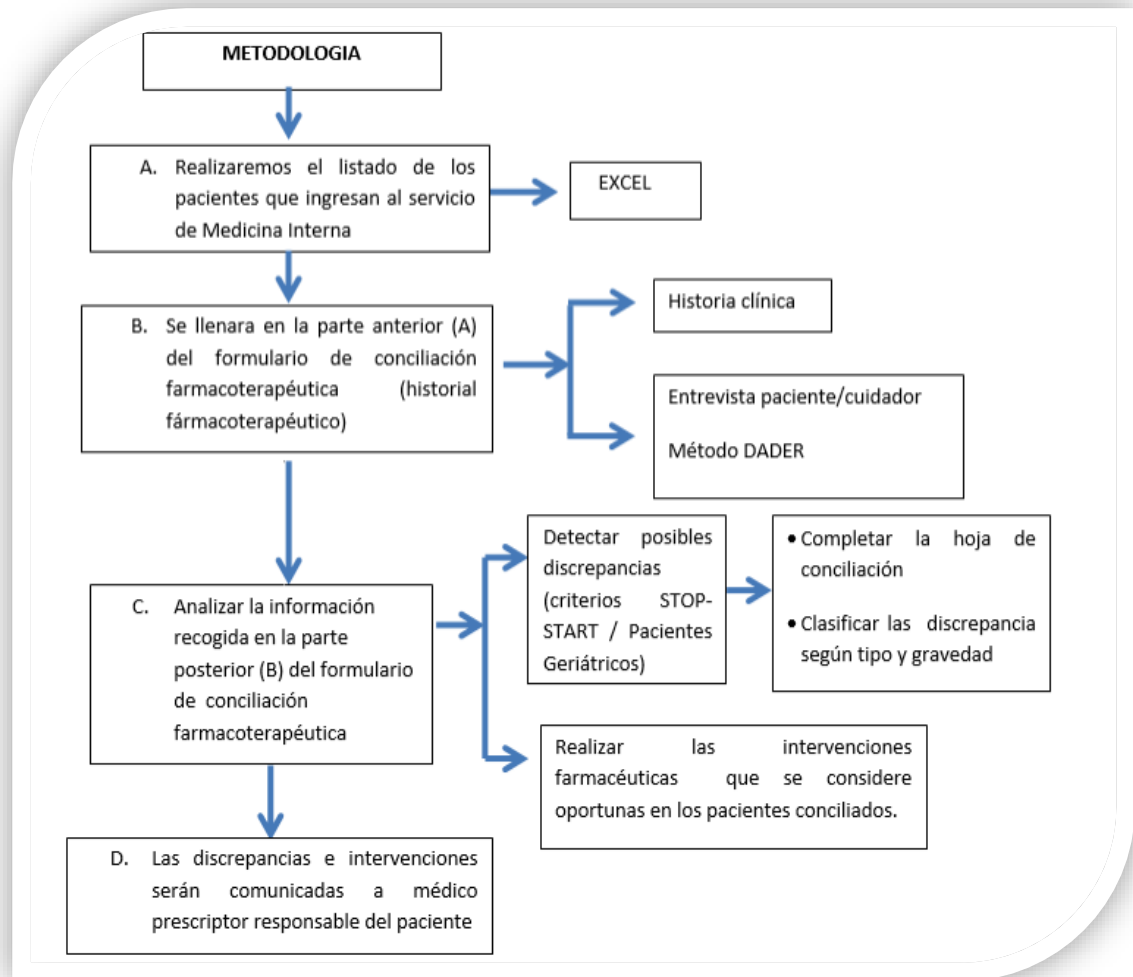 METODOLOGIA
A. Realizaremos el listado de los
pacientes que ingresan al servicio
de Medicina Interna
EXCEL
B. Se llenara en la parte anterior (A)
del formulario de conciliación
farmacoterapéutica (historial
fármacoterapéutico)
Historia clínica
Entrevista paciente/cuidador
Método DADER
C. Analizar la información
recogida en la parte
posterior (B) del formulario
de conciliación
farmacoterapéutica
Detectar posibles
discrepancias
(criterios STOP-
START / Pacientes
Geriátricos)
• Completar la hoja de
conciliación
• Clasificar las discrepancia
según tipo y gravedad
Realizar las intervenciones
farmacéuticas que se considere
oportunas en los pacientes conciliados.
D. Las discrepancias e intervenciones
serán comunicadas a médico
prescriptor responsable del paciente